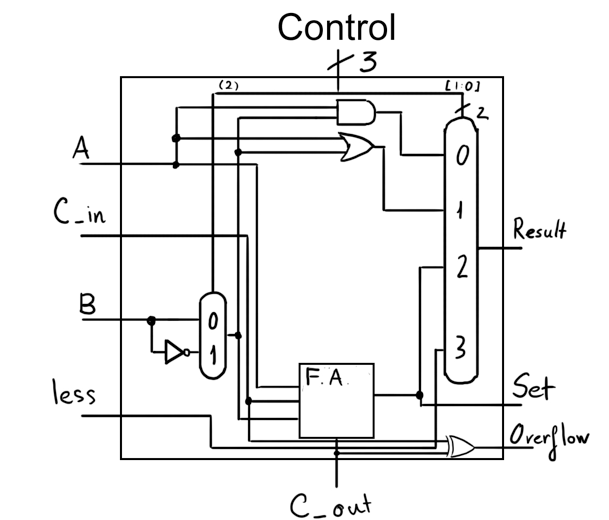 Control
3
(2)
[1:0]
2
A
0
C_in
1
Result
2
B
0
1
3
F.A.
less
Set
Overflow
C_out